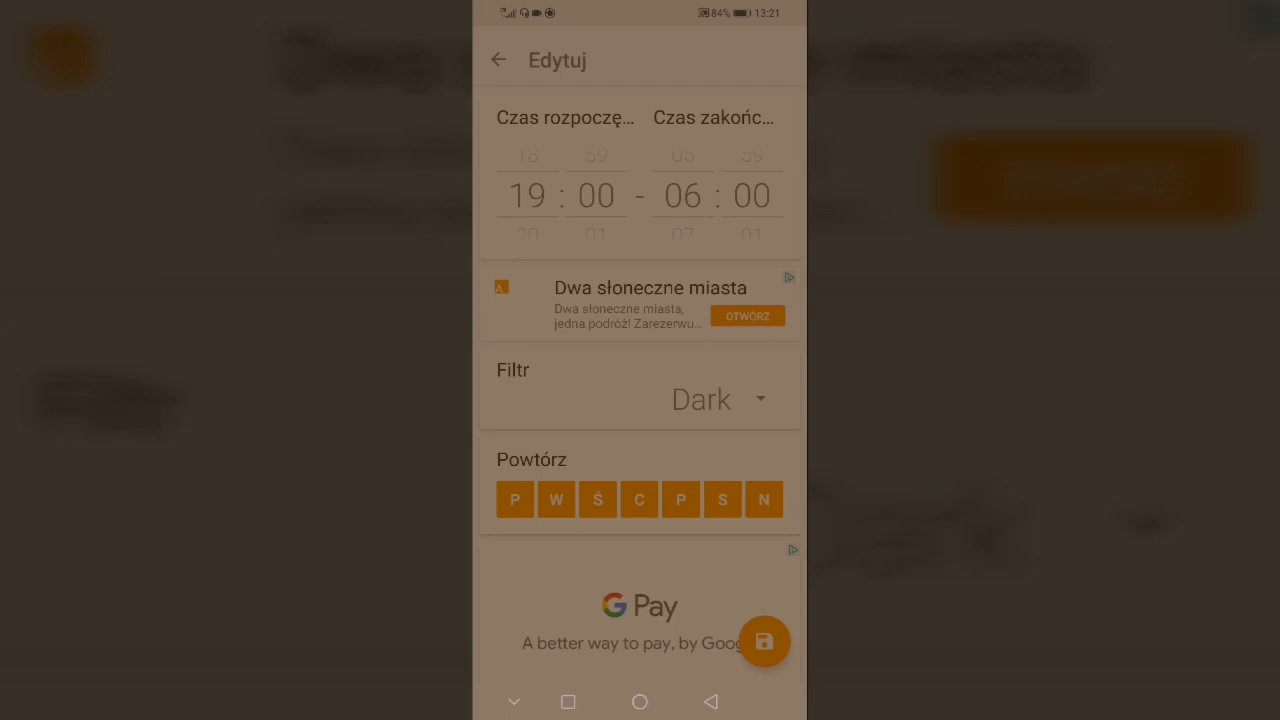 84% 13:21
Edytuj
Czas rozpoczę... Czas zakońc...
18 59 05 59
19 : 00 - 06 : 00
20 01 07 01
Dwa słoneczne miasta
Dwa słoneczne miasta,
jedna podróż! Zarezerwu...
OTWÓRZ
Filtr
Dark
Powtórz
P W Ś C P S N
G Pay
A better way to pay, by Goog